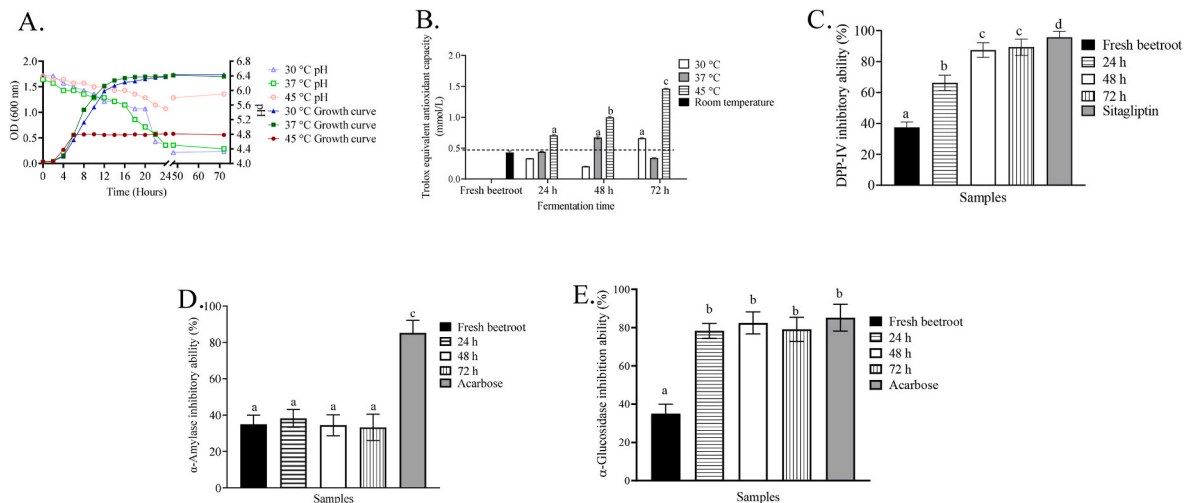 A.
OD (600 nm)
2.0
1.5
1.0
0.5
0.0
6.8
6.4
6.0
5.6
5.2
4.8
4.4
4.0
pH
0 4 8 12 16 20 24 50 70
Time (Hours)
30 °C pH
37 °C pH
45 °C pH
30 °C Growth curve
37 °C Growth curve
45 °C Growth curve
B.
Trolox equivalent antioxidant capacity
(mmol/L)
2.0
1.5
1.0
0.5
0.0
a a a a b c
Fresh beetroot 24 h 48 h 72 h
Fermentation time
30 °C
37 °C
45 °C
Room temperature
C.
DPP-IV inhibitory ability (%)
100
80
60
40
20
0
a b c c d
Samples
Fresh beetroot
24 h
48 h
72 h
Sitagliptin
D.
α-Amylase inhibitory ability (%)
100
80
60
40
20
0
a a a a c
Samples
Fresh beetroot
24 h
48 h
72 h
Acarbose
E.
α-Glucosidase inhibition ability (%)
100
80
60
40
20
0
a b b b b
Samples
Fresh beetroot
24 h
48 h
72 h
Acarbose